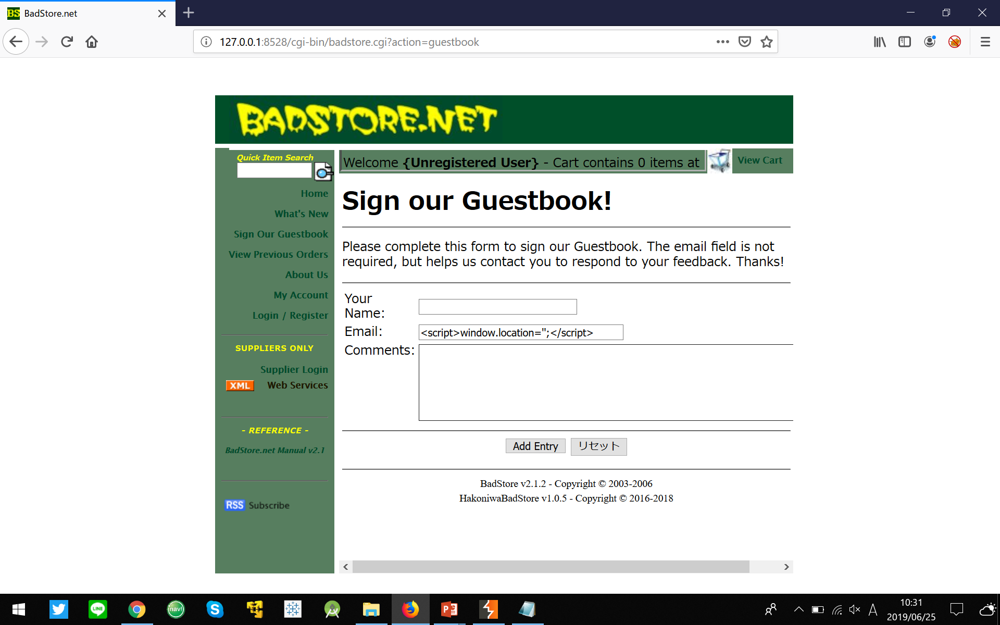 BS BadStore.net
127.0.0.1:8528/cgi-bin/badstore.cgi?action=guestbook
BADSTORE.NET
Quick Item Search
Welcome {Unregistered User} - Cart contains 0 items at
View Cart
Home
What's New
Sign Our Guestbook
View Previous Orders
About Us
My Account
Login / Register
SUPPLIERS ONLY
Supplier Login
XML Web Services
- REFERENCE -
BadStore.net Manual v2.1
RSS Subscribe
Sign our Guestbook!
Please complete this form to sign our Guestbook. The email field is not
required, but helps us contact you to respond to your feedback. Thanks!
Your
Name:
Email: <script>window.location='';</script>
Comments:
Add Entry リセット
BadStore v2.1.2 - Copyright © 2003-2006
HakoniwaBadStore v1.0.5 - Copyright © 2016-2018
LINE
nav!
A
10:31
2019/06/25